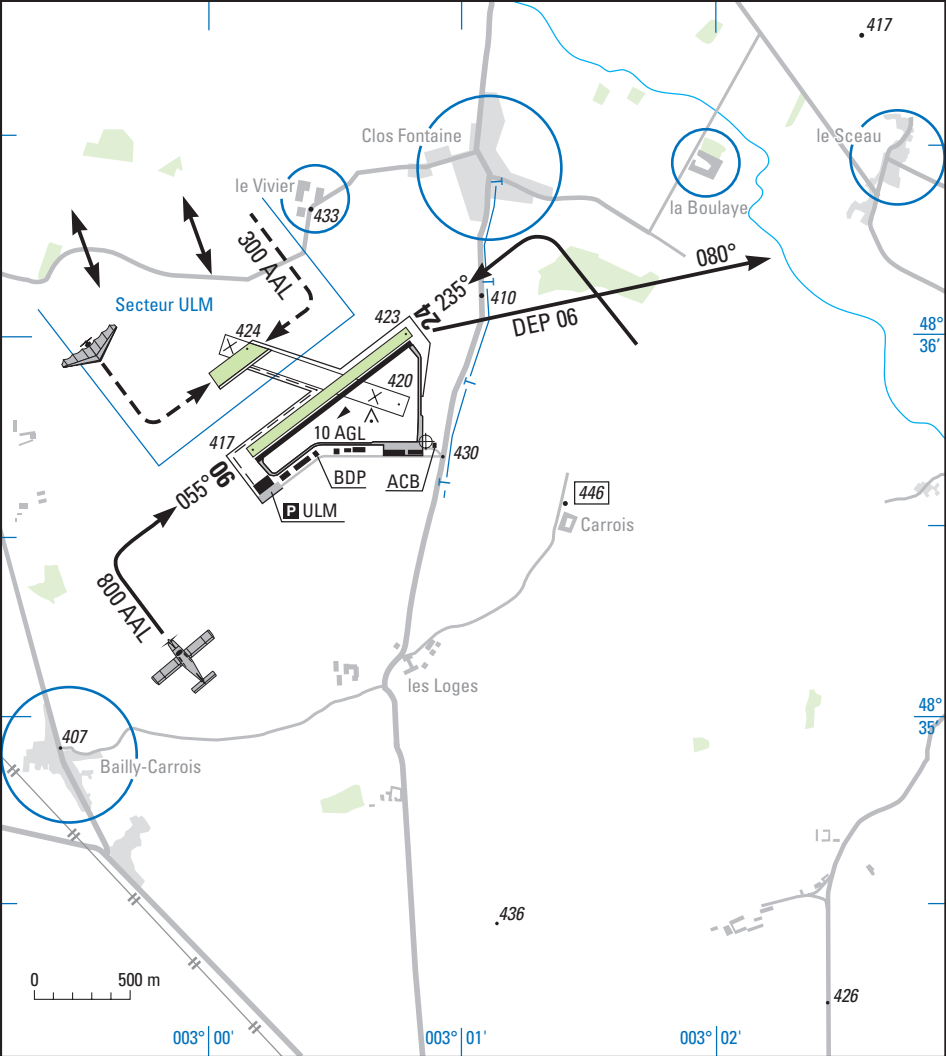 417
Clos Fontaine
le Sceau
le Vivier
la Boulaye
433
300 AAL
080°
235°
Secteur ULM
410
24
DEP 06
423
424
48°
36'
420
417
10 AGL
430
06
055°
BDP
ACB
P ULM
446
Carrois
800 AAL
les Loges
48°
35'
407
Bailly-Carrois
436
0 500 m
426
003° 00'
003° 01'
003° 02'